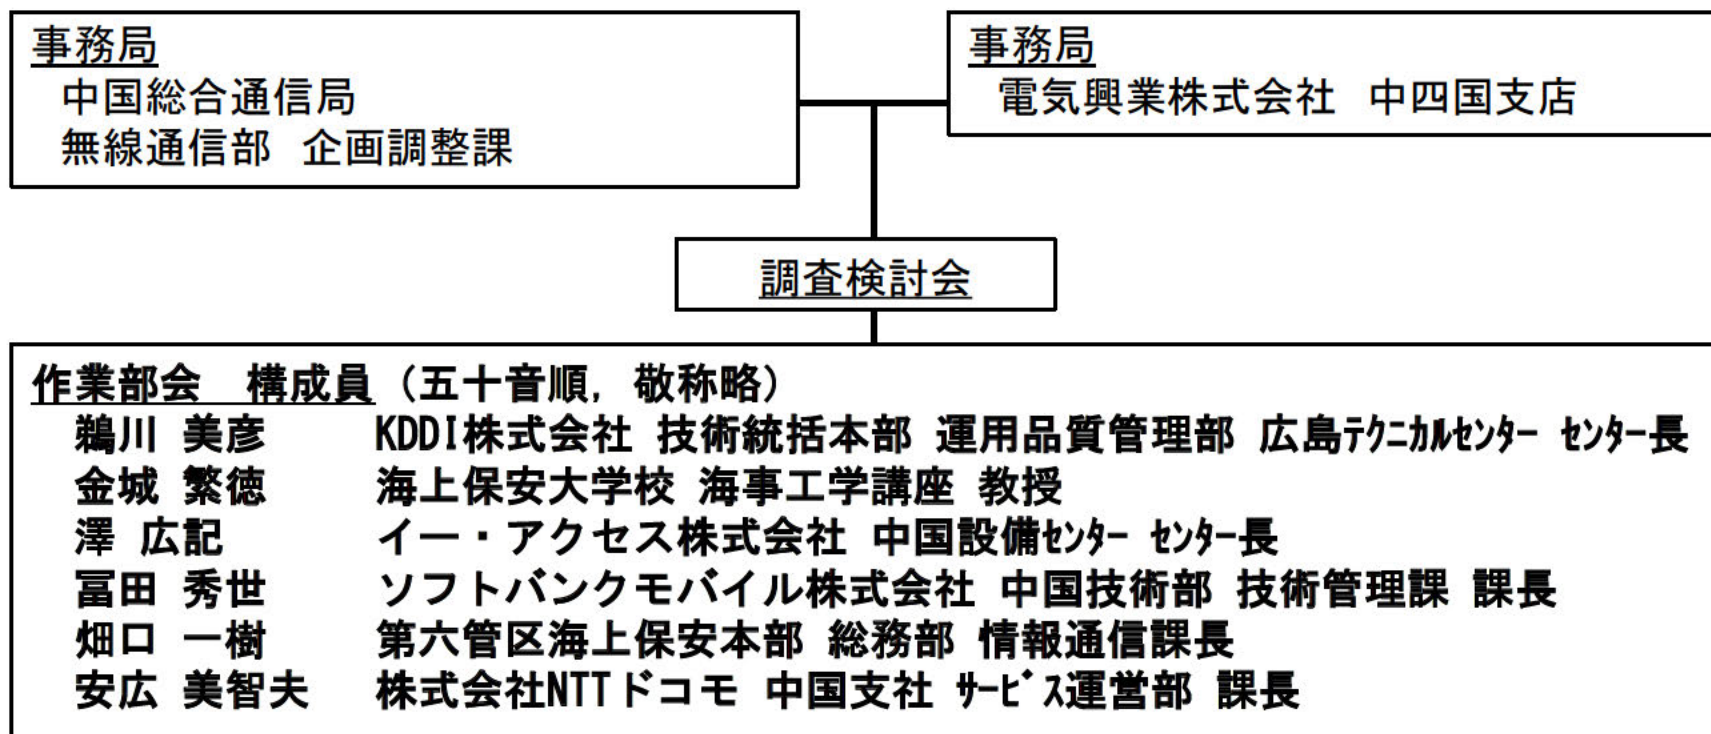 事務局
中国総合通信局
無線通信部　企画調整課
事務局
電気興業株式会社　中四国支店
調査検討会
作業部会　構成員（五十音順，敬称略）
鵜川 美彦　　KDDI株式会社 技術統括本部 運用品質管理部 広島ﾃｸﾆｶﾙｾﾝﾀｰ ｾﾝﾀｰ長
金城 繁徳　　海上保安大学校 海事工学講座 教授
澤 広記　　イー・アクセス株式会社 中国設備ｾﾝﾀｰ ｾﾝﾀｰ長
冨田 秀世　　ソフトバンクモバイル株式会社 中国技術部 技術管理課 課長
畑口 一樹　　第六管区海上保安本部 総務部 情報通信課長
安広 美智夫　　株式会社NTTドコモ 中国支社 ｻｰﾋﾞｽ運営部 課長